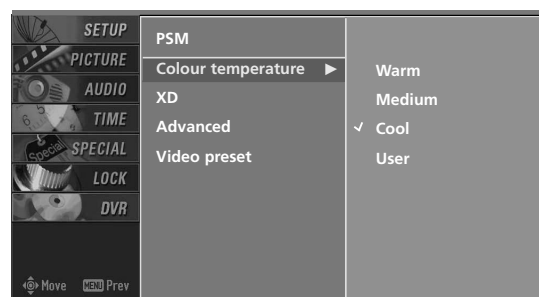 SETUP
PICTURE
AUDIO
TIME
SPECIAL
LOCK
DVR
Move MENU Prev
PSM
Colour temperature ►
XD
Advanced
Video preset
Warm
Medium
✓ Cool
User